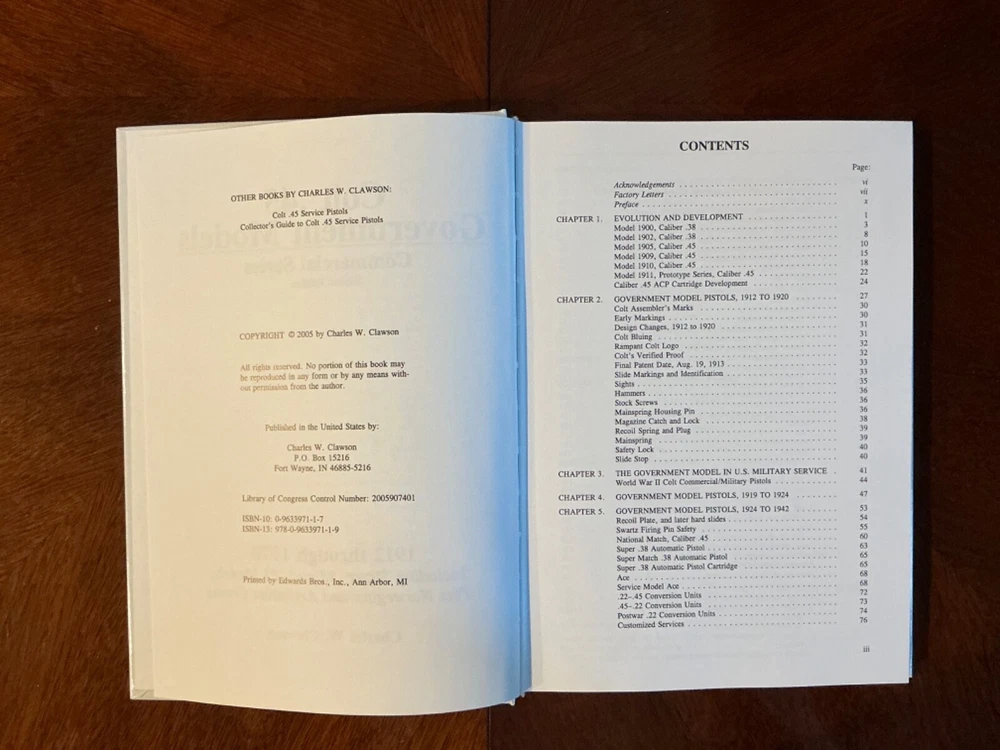 OTHER BOOKS BY CHARLES W. CLAWSON:
Colt .45 Service Pistols
Collector's Guide to Colt .45 Service Pistols
COPYRIGHT © 2005 by Charles W. Clawson
All rights reserved. No portion of this book may
be reproduced in any form or by any means with-
out permission from the author.
Published in the United States by:
Charles W. Clawson
P.O. Box 15216
Fort Wayne, IN 46885-5216
Library of Congress Control Number: 2005907401
ISBN-10: 0-9633971-1-7
ISBN-13: 978-0-9633971-1-9
Printed by Edwards Bros., Inc., Ann Arbor, MI
CONTENTS
Page:
Acknowledgements . . . . . . vi
Factory Letters . . . . . . vii
Preface . . . . . . x
CHAPTER 1. EVOLUTION AND DEVELOPMENT . . . . . . 1
Model 1900, Caliber .38 . . . . . . 3
Model 1902, Caliber .38 . . . . . . 8
Model 1905, Caliber .45 . . . . . . 10
Model 1909, Caliber .45 . . . . . . 15
Model 1910, Caliber .45 . . . . . . 18
Model 1911, Prototype Series, Caliber .45 . . . . . . 22
Caliber .45 ACP Cartridge Development . . . . . . 24
CHAPTER 2. GOVERNMENT MODEL PISTOLS, 1912 TO 1920 . . . . . . 27
Colt Assembler's Marks . . . . . . 30
Early Markings . . . . . . 30
Design Changes, 1912 to 1920 . . . . . . 31
Colt Bluing . . . . . . 31
Rampant Colt Logo . . . . . . 32
Colt's Verified Proof . . . . . . 32
Final Patent Date, Aug. 19, 1913 . . . . . . 33
Slide Markings and Identification . . . . . . 33
Sights . . . . . . 35
Hammers . . . . . . 36
Stock Screws . . . . . . 36
Mainspring Housing Pin . . . . . . 36
Magazine Catch and Lock . . . . . . 38
Recoil Spring and Plug . . . . . . 39
Mainspring . . . . . . 39
Safety Lock . . . . . . 40
Slide Stop . . . . . . 40
CHAPTER 3. THE GOVERNMENT MODEL IN U.S. MILITARY SERVICE . 41
World War II Colt Commercial/Military Pistols . . . . . . 44
CHAPTER 4. GOVERNMENT MODEL PISTOLS, 1919 TO 1924 . . . . . . 47
CHAPTER 5. GOVERNMENT MODEL PISTOLS, 1924 TO 1942 . . . . . . 53
Recoil Plate, and later hard slides . . . . . . 54
Swartz Firing Pin Safety . . . . . . 55
National Match, Caliber .45 . . . . . . 60
Super .38 Automatic Pistol . . . . . . 63
Super Match .38 Automatic Pistol . . . . . . 65
Super .38 Automatic Pistol Cartridge . . . . . . 65
Ace . . . . . . 68
Service Model Ace . . . . . . 68
.22-.45 Conversion Units . . . . . . 72
.45-.22 Conversion Units . . . . . . 73
Postwar .22 Conversion Units . . . . . . 74
Customized Services . . . . . . 76
iii